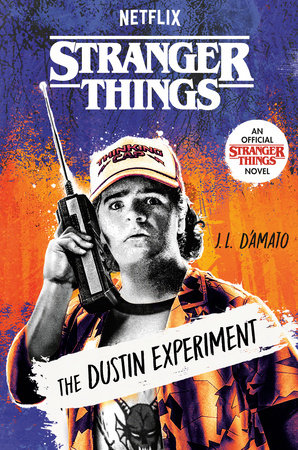 NETFLIX
STRANGER
THINGS
AN
OFFICIAL
STRANGER
THINGS
NOVEL
THINKING
CAP
J. L. D'AMATO
THE DUSTIN EXPERIMENT